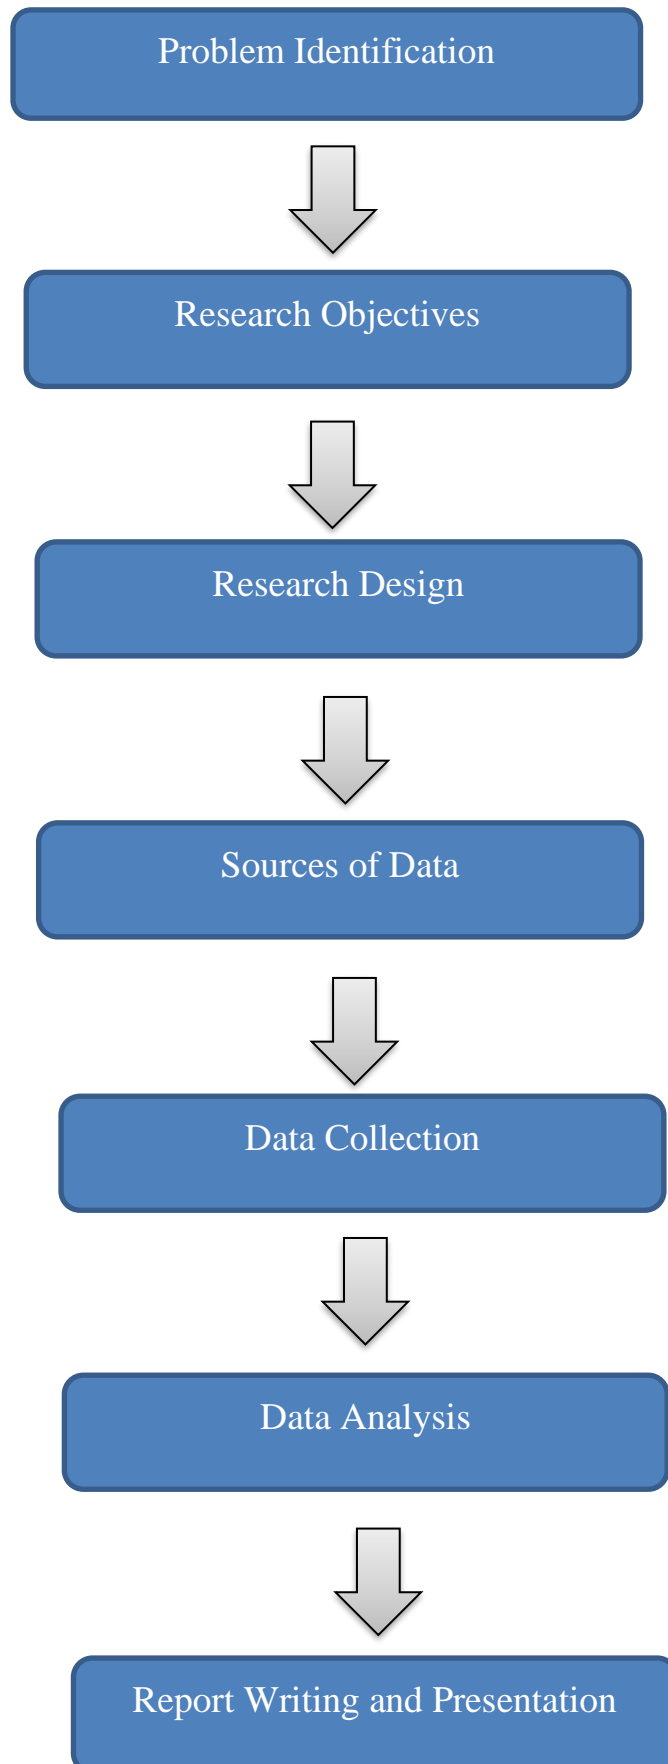 Problem Identification
Research Objectives
Research Design
Sources of Data
Data Collection
Data Analysis
Report Writing and Presentation